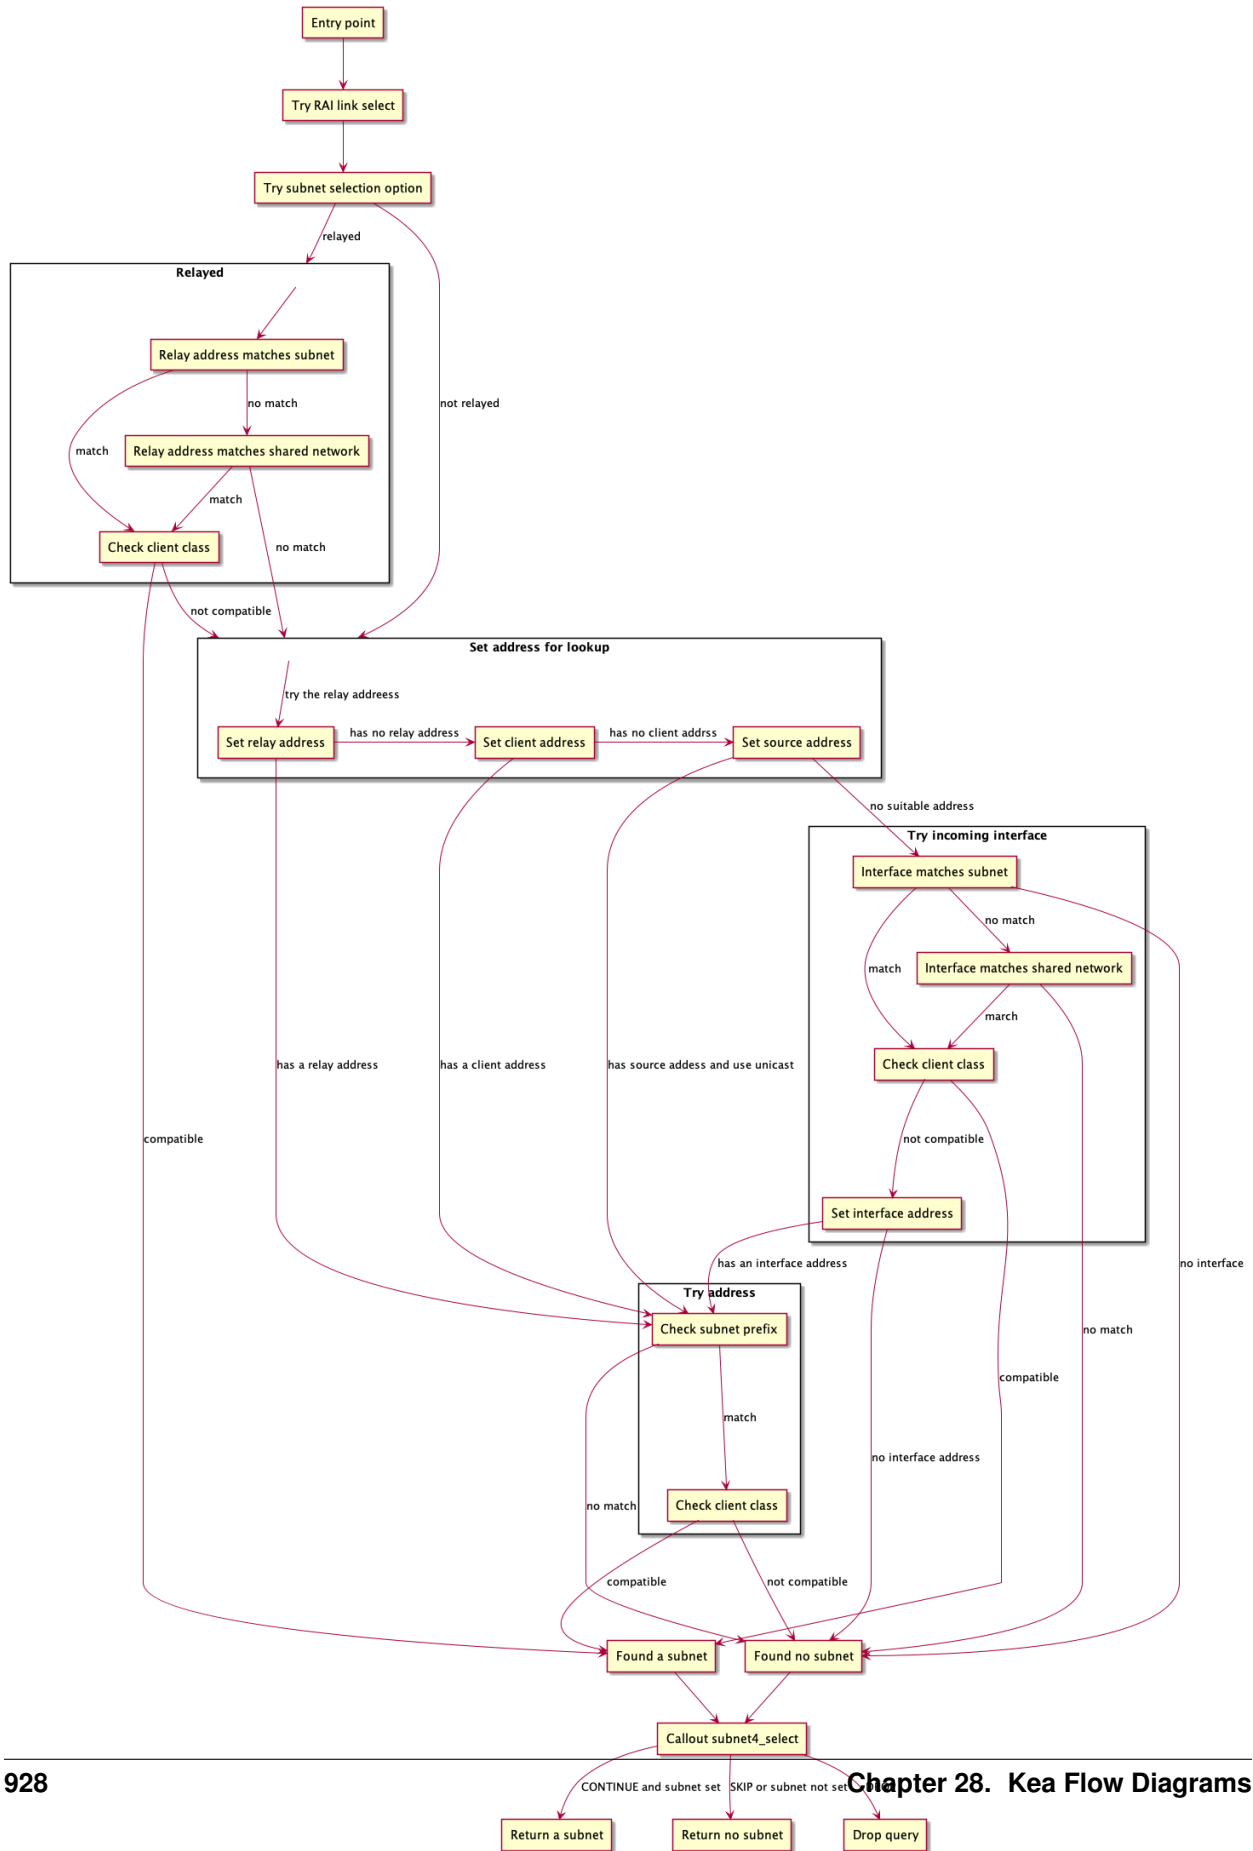 Entry point
Try RAI link select
Try subnet selection option
relayed
Relayed
Relay address matches subnet
no match
not relayed
match
Relay address matches shared network
match
Check client class
no match
not compatible
Set address for lookup
try the relay addreess
Set relay address
has no relay address
Set client address
has no client addrss
Set source address
no suitable address
Try incoming interface
Interface matches subnet
no match
match
Interface matches shared network
march
Check client class
has a relay address
has a client address
has source addess and use unicast
compatible
not compatible
Set interface address
has an interface address
no interface
Try address
Check subnet prefix
no match
compatible
match
no interface address
Check client class
no match
compatible
not compatible
Found a subnet
Found no subnet
Callout subnet4_select
928
CONTINUE and subnet set
SKIP or subnet not set
Chapter 28. Kea Flow Diagrams
Return a subnet
Return no subnet
Drop query